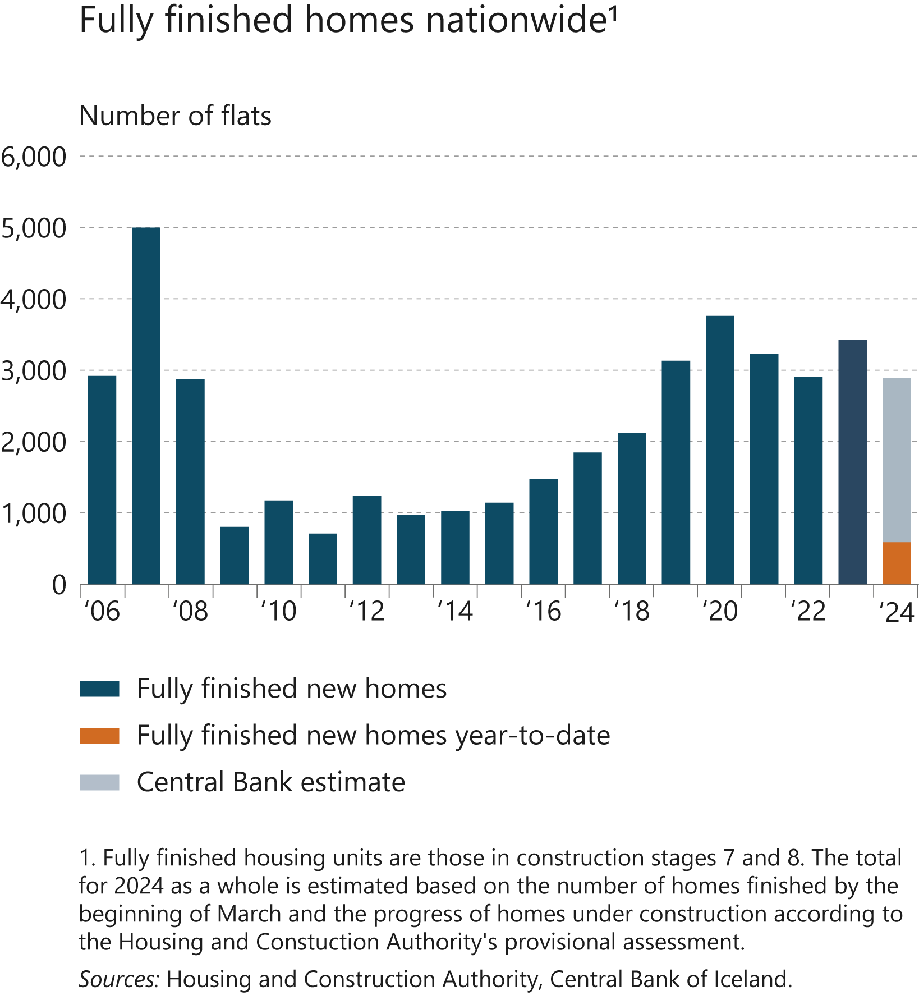 Fully finished homes nationwide¹
Number of flats
6,000
5,000
4,000
3,000
2,000
1,000
0
‘06 ‘08 ‘10 ‘12 ‘14 ‘16 ‘18 ‘20 ‘22 ‘24
Fully finished new homes
Fully finished new homes year-to-date
Central Bank estimate
1. Fully finished housing units are those in construction stages 7 and 8. The total
for 2024 as a whole is estimated based on the number of homes finished by the
beginning of March and the progress of homes under construction according to
the Housing and Constuction Authority's provisional assessment.
Sources: Housing and Construction Authority, Central Bank of Iceland.